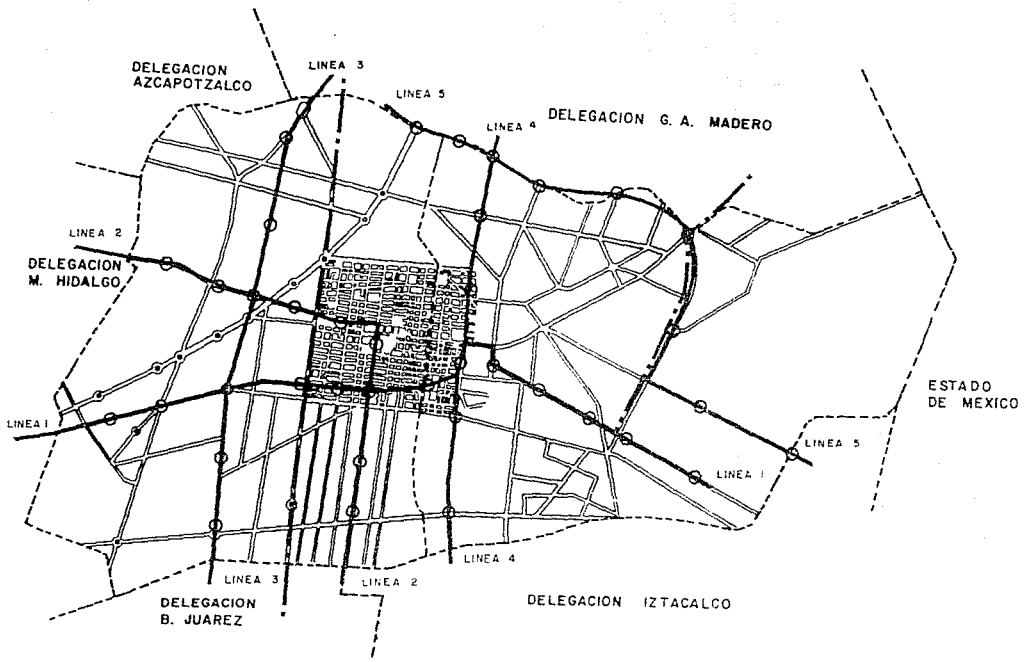 DELEGACION
AZCAPOTZALCO
LINEA 3
LINEA 5
LINEA 4
DELEGACION G. A. MADERO
LINEA 2
DELEGACION
M. HIDALGO
LINEA 1
ESTADO
DE MEXICO
LINEA 5
LINEA 1
LINEA 4
LINEA 3
LINEA 2
DELEGACION
B. JUAREZ
DELEGACION IZTACALCO